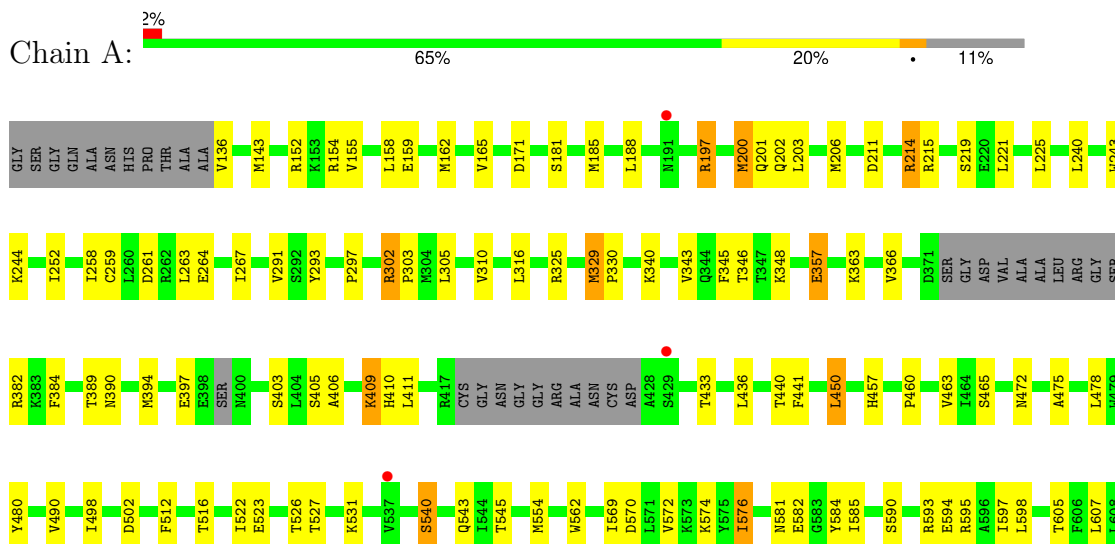 2%
Chain A:
65% 20% • 11%
GLY SER GLY GLN ALA ASN HIS PRO THR ALA ALA V136 M143 R152 K153 R154 V155 L158 E159 M162 V165 D171 S181 M185 L188 N191 R197 M200 Q201 Q202 L203 M206 D211 R214 R215 S219 E220 L221 L225 L240
K244 I252 I258 C259 L260 D261 R262 L263 E264 I267 V291 S292 Y293 P297 R302 P303 M304 L305 V310 L316 R325 M329 P330 K340 V343 Q344 F345 T346 T347 K348 E357 K363 V366 D371 SER GLY ASP VAL ALA ALA LEU ARG GLY SER
R382 K383 F384 T389 N390 M394 E397 E398 SER N400 S403 L404 S405 A406 K409 H410 L411 R417 CYS GLY ASN GLY GLY ARG ALA ASN CYS ASP A428 S429 T433 L436 T440 F441 L450 H457 P460 V463 I464 S465 N472 A475 L478
Y480 V490 I498 D502 F512 T516 I522 E523 T526 T527 K531 V537 S540 Q543 I544 T545 M554 W562 I569 D570 L571 V572 K573 K574 Y575 I576 N581 E582 G583 Y584 I585 S590 R593 E594 R595 A596 I597 L598 T605 F606 L607